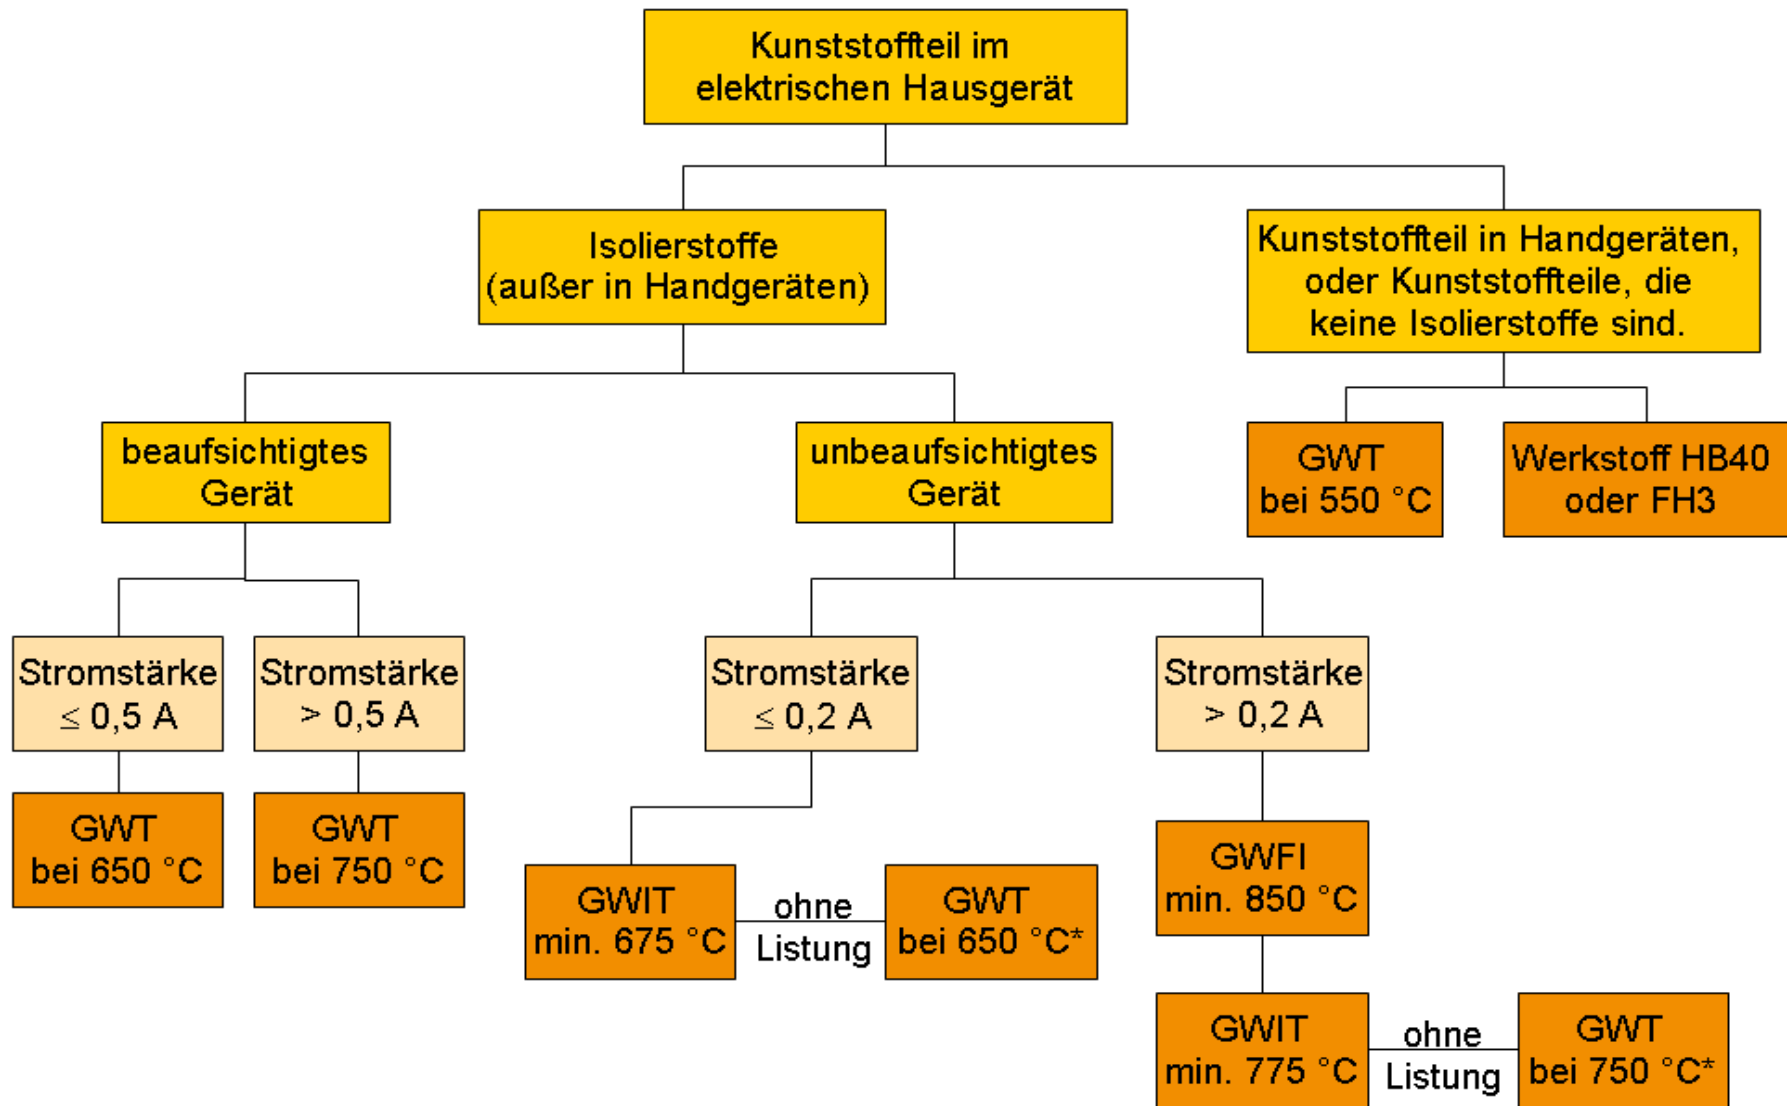 Kunststoffteil im
elektrischen Hausgerät
Isolierstoffe
(außer in Handgeräten)
Kunststoffteil in Handgeräten,
oder Kunststoffteile, die
keine Isolierstoffe sind.
beaufsichtigtes
Gerät
unbeaufsichtigtes
Gerät
GWT
bei 550 °C
Werkstoff HB40
oder FH3
Stromstärke
≤ 0,5 A
Stromstärke
> 0,5 A
Stromstärke
≤ 0,2 A
Stromstärke
> 0,2 A
GWT
bei 650 °C
GWT
bei 750 °C
GWIT
min. 675 °C
ohne
Listung
GWT
bei 650 °C*
GWFI
min. 850 °C
GWIT
min. 775 °C
ohne
Listung
GWT
bei 750 °C*